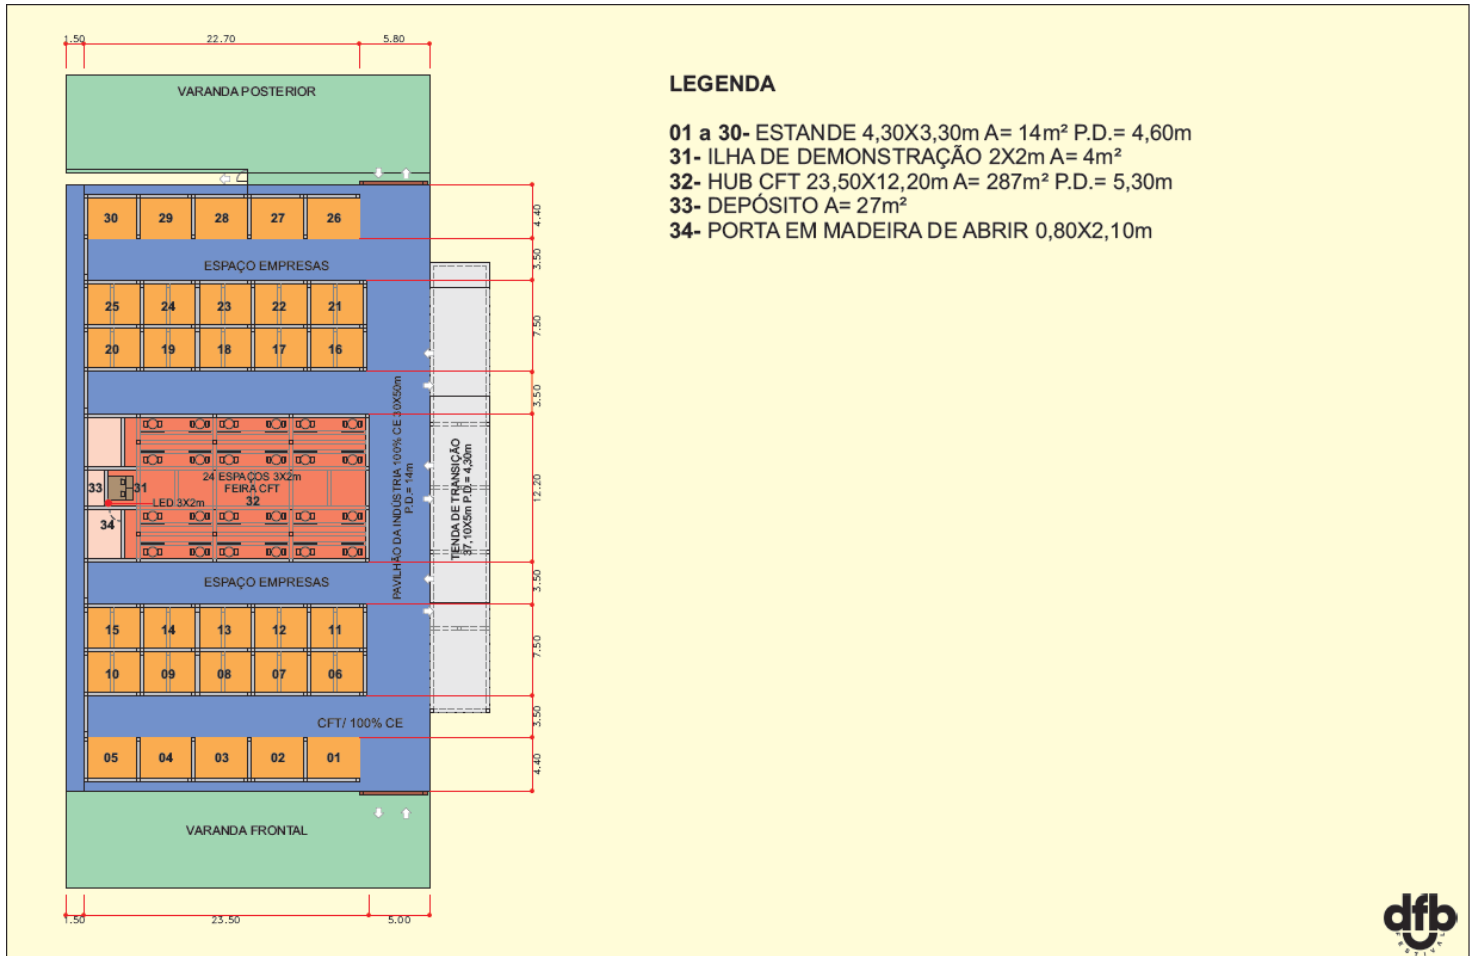 1.50 22.70 5.80
VARANDA POSTERIOR
LEGENDA
01 a 30- ESTANDE 4,30X3,30m A= 14m² P.D.= 4,60m
31- ILHA DE DEMONSTRAÇÃO 2X2m A= 4m²
32- HUB CFT 23,50X12,20m A= 287m² P.D.= 5,30m
33- DEPÓSITO A= 27m²
34- PORTA EM MADEIRA DE ABRIR 0,80X2,10m
30 29 28 27 26
4.40
ESPAÇO EMPRESAS
3.50
25 24 23 22 21
7.50
20 19 18 17 16
3.50
PAVILHÃO DA INDÚSTRIA 100% CE 30X50m
P.D.= 14m
TENDA DE TRANSIÇÃO
37,10X5m P.D.= 4,30m
12.20
24 ESPAÇOS 3X2m
FEIRA CFT
32
33
31
LED 3X2m
34
ESPAÇO EMPRESAS
3.50
15 14 13 12 11
7.50
10 09 08 07 06
CFT/ 100% CE
3.50
05 04 03 02 01
4.40
VARANDA FRONTAL
1.50 23.50 5.00
dfb
FESTIVAL